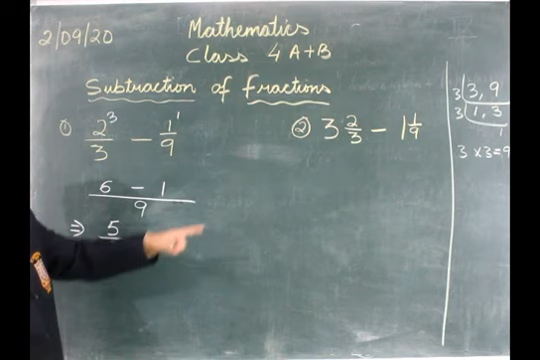 2/09/20
Mathematics
Class 4 A+B
Subtraction of Fractions
① 2³/3 - 1¹/9
6 - 1 / 9
⇒ 5
② 3 2/3 - 1 1/9
3 | 3, 9
3 | 1, 3
1
3 × 3 = 9